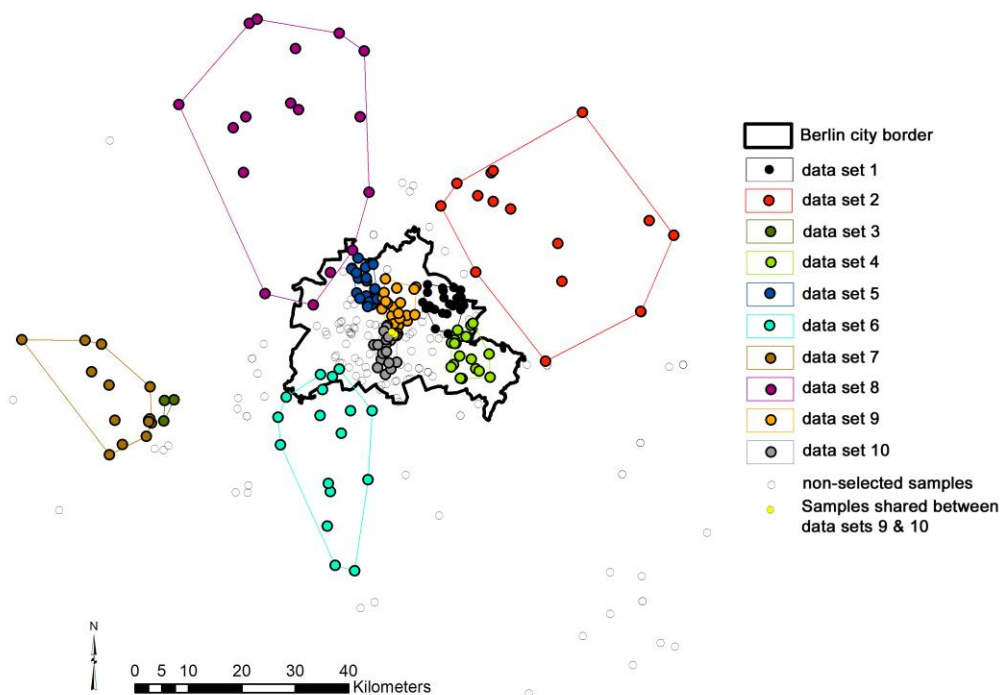 Berlin city border
data set 1
data set 2
data set 3
data set 4
data set 5
data set 6
data set 7
data set 8
data set 9
data set 10
non-selected samples
Samples shared between
data sets 9 & 10
N
0 5 10 20 30 40
Kilometers